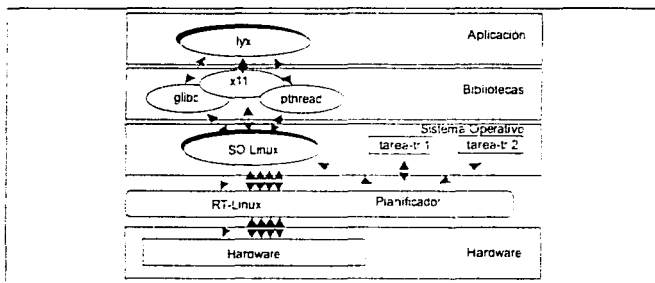 Aplicación
lyx
x11
glibc
pthread
Bibliotecas
Sistema Operativo
SO Linux
tarea-tr 1
tarea-tr 2
RT-Linux
Planificador
Hardware
Hardware